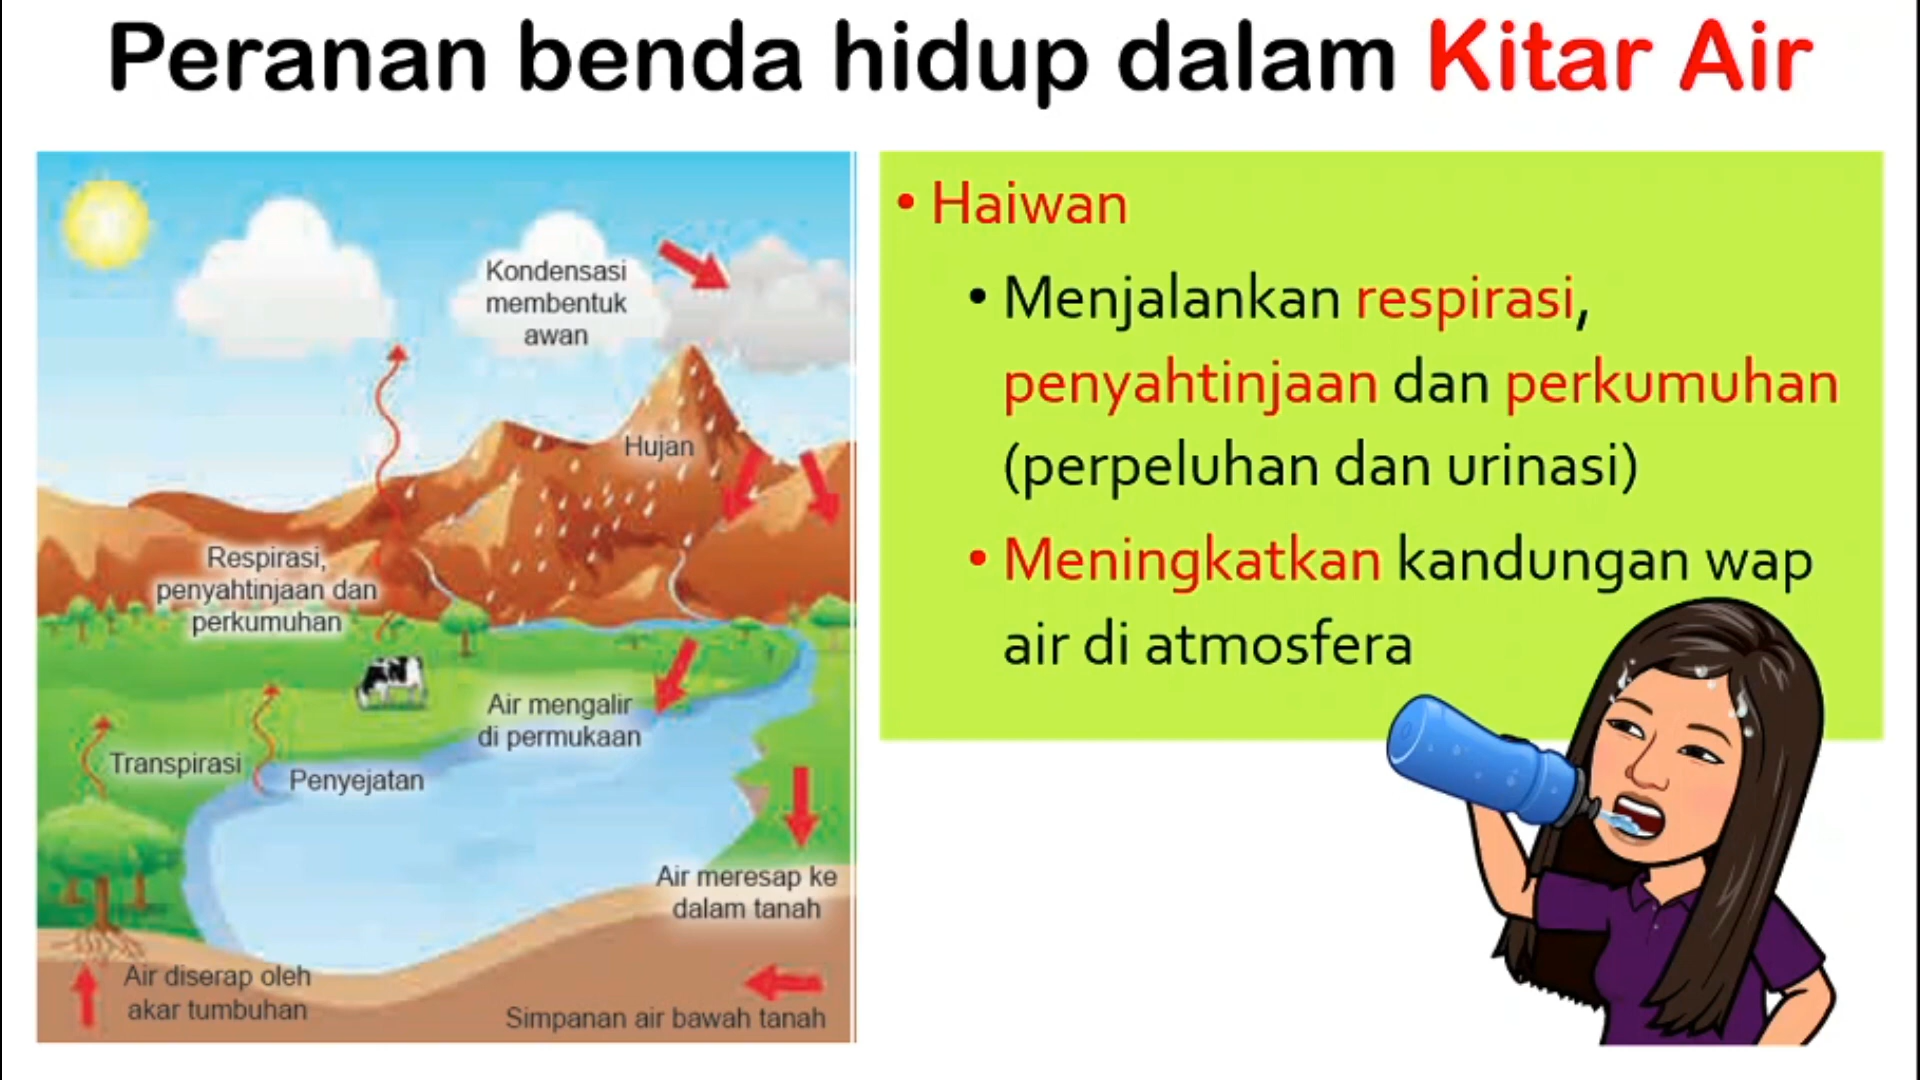 Peranan benda hidup dalam Kitar Air
Kondensasi
membentuk
awan
Hujan
Respirasi,
penyahtinjaan dan
perkumuhan
Air mengalir
di permukaan
Transpirasi
Penyejatan
Air meresap ke
dalam tanah
Air diserap oleh
akar tumbuhan
Simpanan air bawah tanah
• Haiwan
• Menjalankan respirasi,
penyahtinjaan dan perkumuhan
(perpeluhan dan urinasi)
• Meningkatkan kandungan wap
air di atmosfera